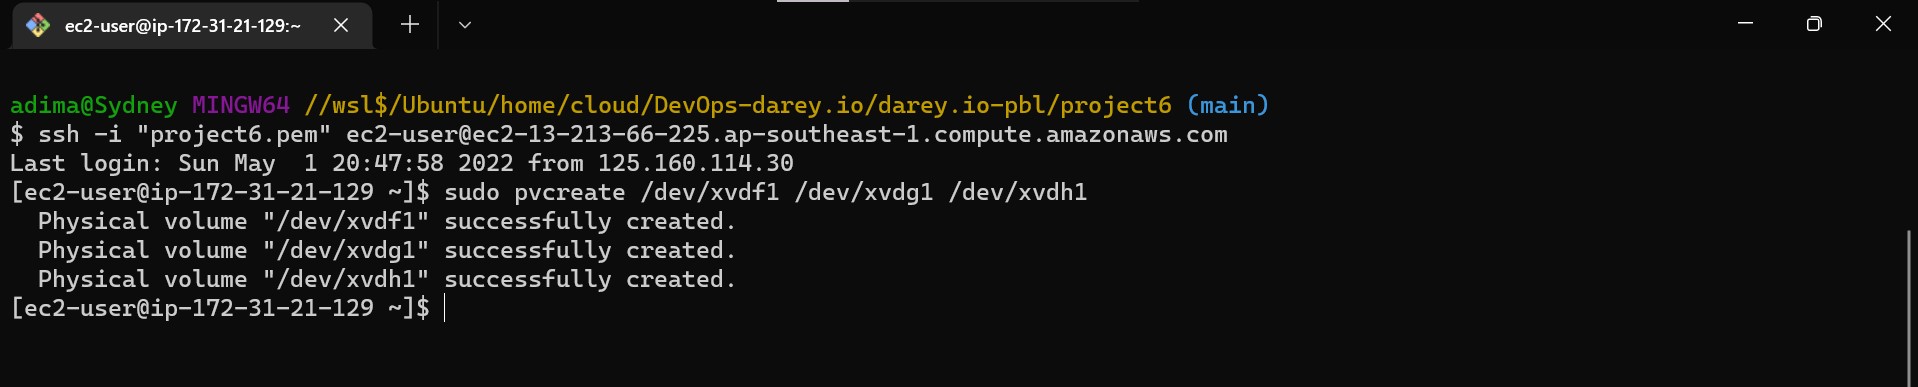 ec2-user@ip-172-31-21-129:~
adima@Sydney MINGW64 //wsl$/Ubuntu/home/cloud/DevOps-darey.io/darey.io-pbl/project6 (main)
$ ssh -i "project6.pem" ec2-user@ec2-13-213-66-225.ap-southeast-1.compute.amazonaws.com
Last login: Sun May  1 20:47:58 2022 from 125.160.114.30
[ec2-user@ip-172-31-21-129 ~]$ sudo pvcreate /dev/xvdf1 /dev/xvdg1 /dev/xvdh1
  Physical volume "/dev/xvdf1" successfully created.
  Physical volume "/dev/xvdg1" successfully created.
  Physical volume "/dev/xvdh1" successfully created.
[ec2-user@ip-172-31-21-129 ~]$